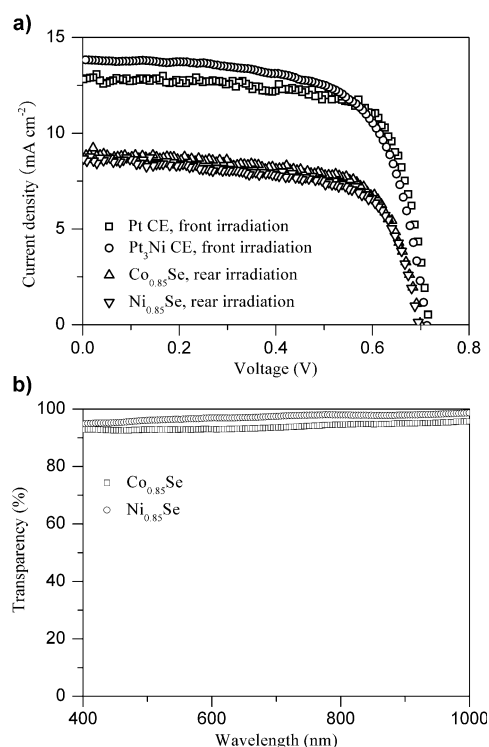 a)
15
10
5
0
Current density (mA cm-2)
Pt CE, front irradiation
Pt3Ni CE, front irradiation
Co0.85Se, rear irradiation
Ni0.85Se, rear irradiation
0.0 0.2 0.4 0.6 0.8
Voltage (V)
b)
100
80
60
40
20
0
Transparency (%)
Co0.85Se
Ni0.85Se
400 600 800 1000
Wavelength (nm)